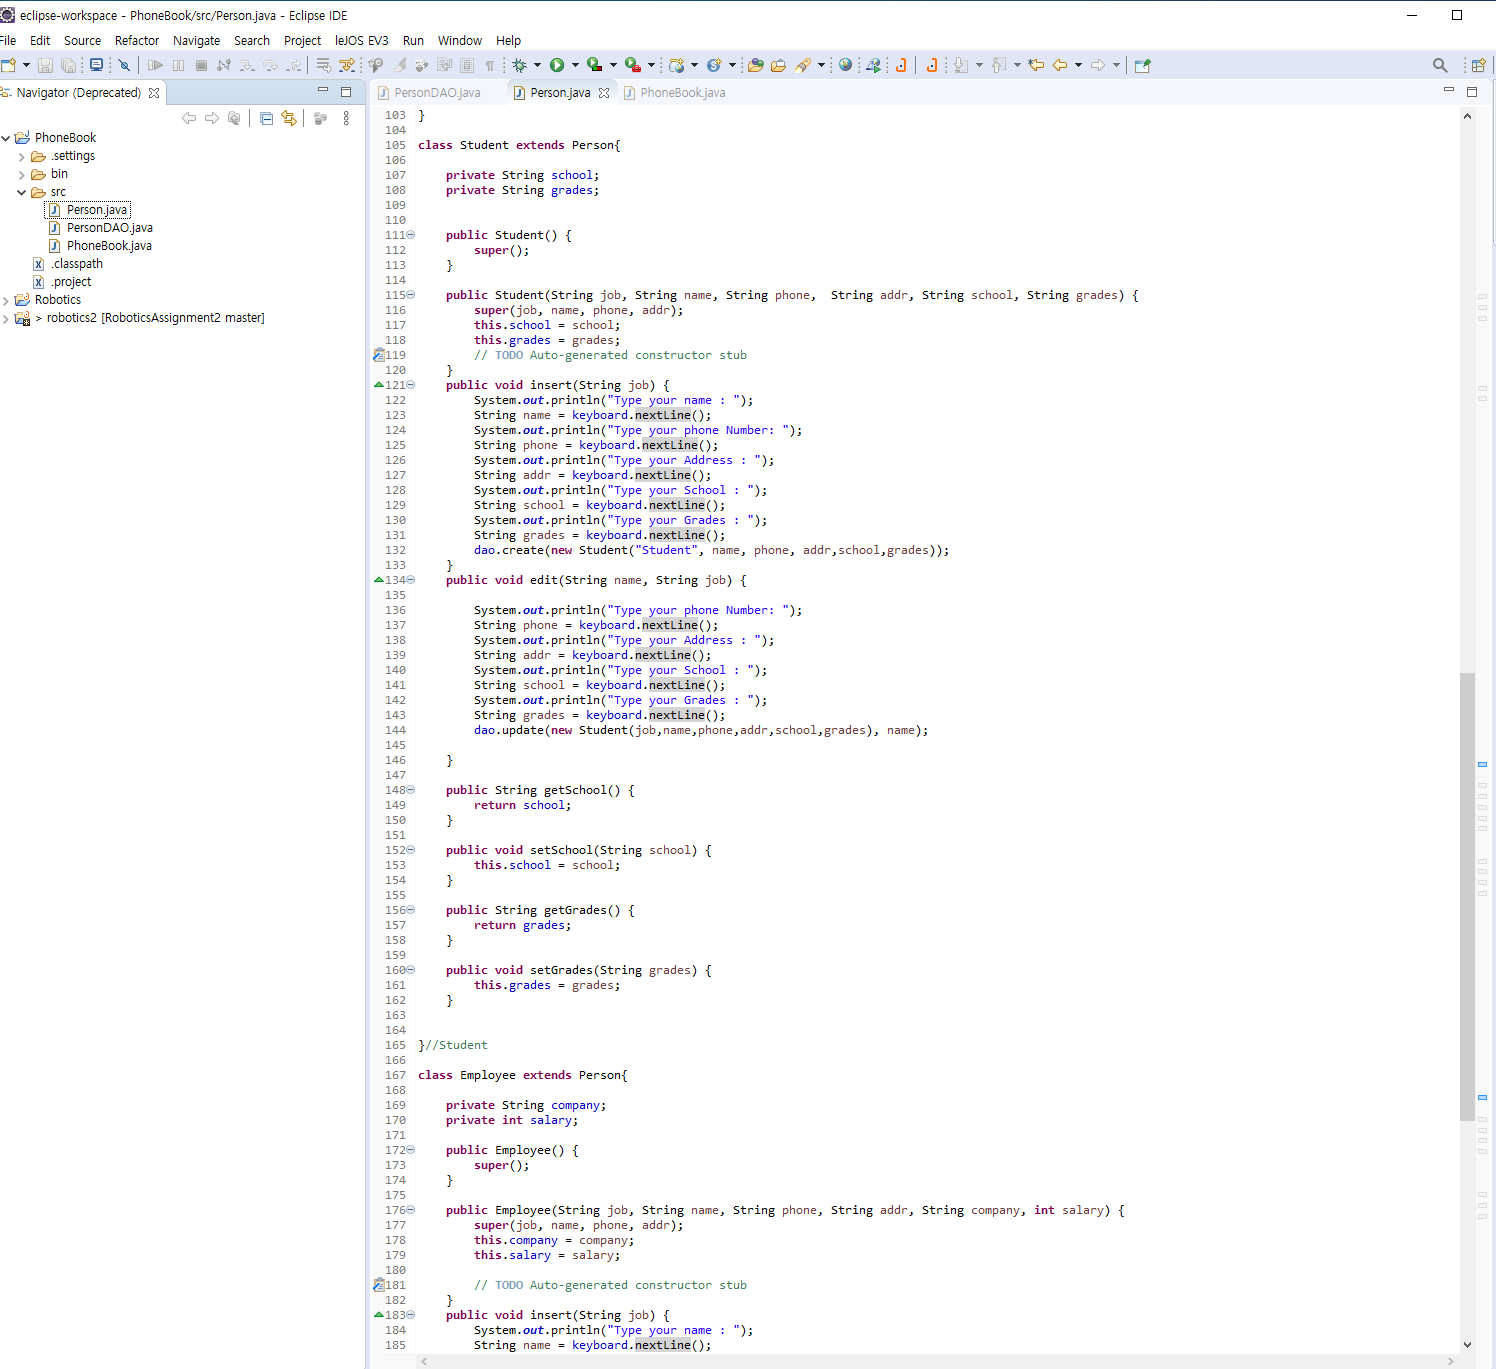 eclipse-workspace - PhoneBook/src/Person.java - Eclipse IDE
File Edit Source Refactor Navigate Search Project leJOS EV3 Run Window Help
Navigator (Deprecated)
PersonDAO.java Person.java PhoneBook.java
PhoneBook
.settings
bin
src
Person.java
PersonDAO.java
PhoneBook.java
.classpath
.project
Robotics
> robotics2 [RoboticsAssignment2 master]
103 }
104
105 class Student extends Person{
106
107 private String school;
108 private String grades;
109
110
111 public Student() {
112 super();
113 }
114
115 public Student(String job, String name, String phone,  String addr, String school, String grades) {
116 super(job, name, phone, addr);
117 this.school = school;
118 this.grades = grades;
119 // TODO Auto-generated constructor stub
120 }
121 public void insert(String job) {
122 System.out.println("Type your name : ");
123 String name = keyboard.nextLine();
124 System.out.println("Type your phone Number: ");
125 String phone = keyboard.nextLine();
126 System.out.println("Type your Address : ");
127 String addr = keyboard.nextLine();
128 System.out.println("Type your School : ");
129 String school = keyboard.nextLine();
130 System.out.println("Type your Grades : ");
131 String grades = keyboard.nextLine();
132 dao.create(new Student("Student", name, phone, addr,school,grades));
133 }
134 public void edit(String name, String job) {
135
136 System.out.println("Type your phone Number: ");
137 String phone = keyboard.nextLine();
138 System.out.println("Type your Address : ");
139 String addr = keyboard.nextLine();
140 System.out.println("Type your School : ");
141 String school = keyboard.nextLine();
142 System.out.println("Type your Grades : ");
143 String grades = keyboard.nextLine();
144 dao.update(new Student(job,name,phone,addr,school,grades), name);
145
146 }
147
148 public String getSchool() {
149 return school;
150 }
151
152 public void setSchool(String school) {
153 this.school = school;
154 }
155
156 public String getGrades() {
157 return grades;
158 }
159
160 public void setGrades(String grades) {
161 this.grades = grades;
162 }
163
164
165 }//Student
166
167 class Employee extends Person{
168
169 private String company;
170 private int salary;
171
172 public Employee() {
173 super();
174 }
175
176 public Employee(String job, String name, String phone, String addr, String company, int salary) {
177 super(job, name, phone, addr);
178 this.company = company;
179 this.salary = salary;
180
181 // TODO Auto-generated constructor stub
182 }
183 public void insert(String job) {
184 System.out.println("Type your name : ");
185 String name = keyboard.nextLine();